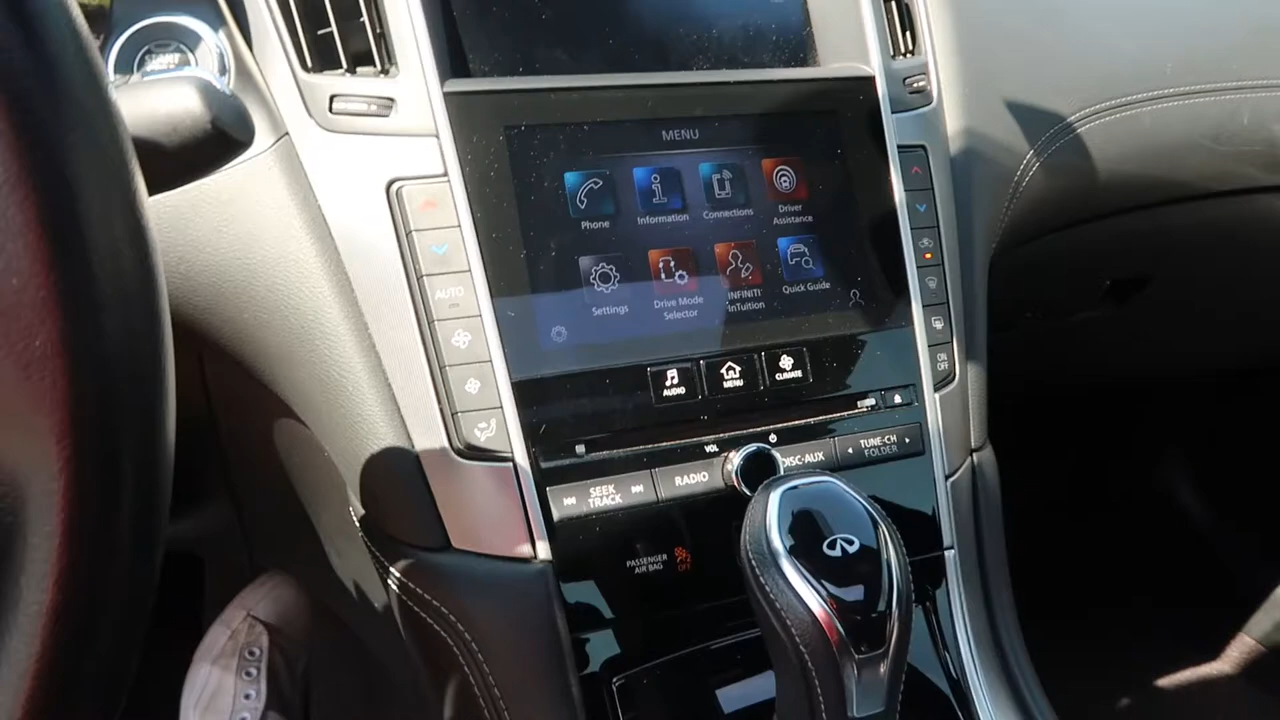 START
MENU
Phone
Information
Connections
Driver
Assistance
Settings
Drive Mode
Selector
INFINITI
InTuition
Quick Guide
AUTO
ON
OFF
AUDIO
MENU
CLIMATE
VOL
SEEK
TRACK
RADIO
DISC·AUX
TUNE·CH
FOLDER
PASSENGER
AIR BAG
OFF